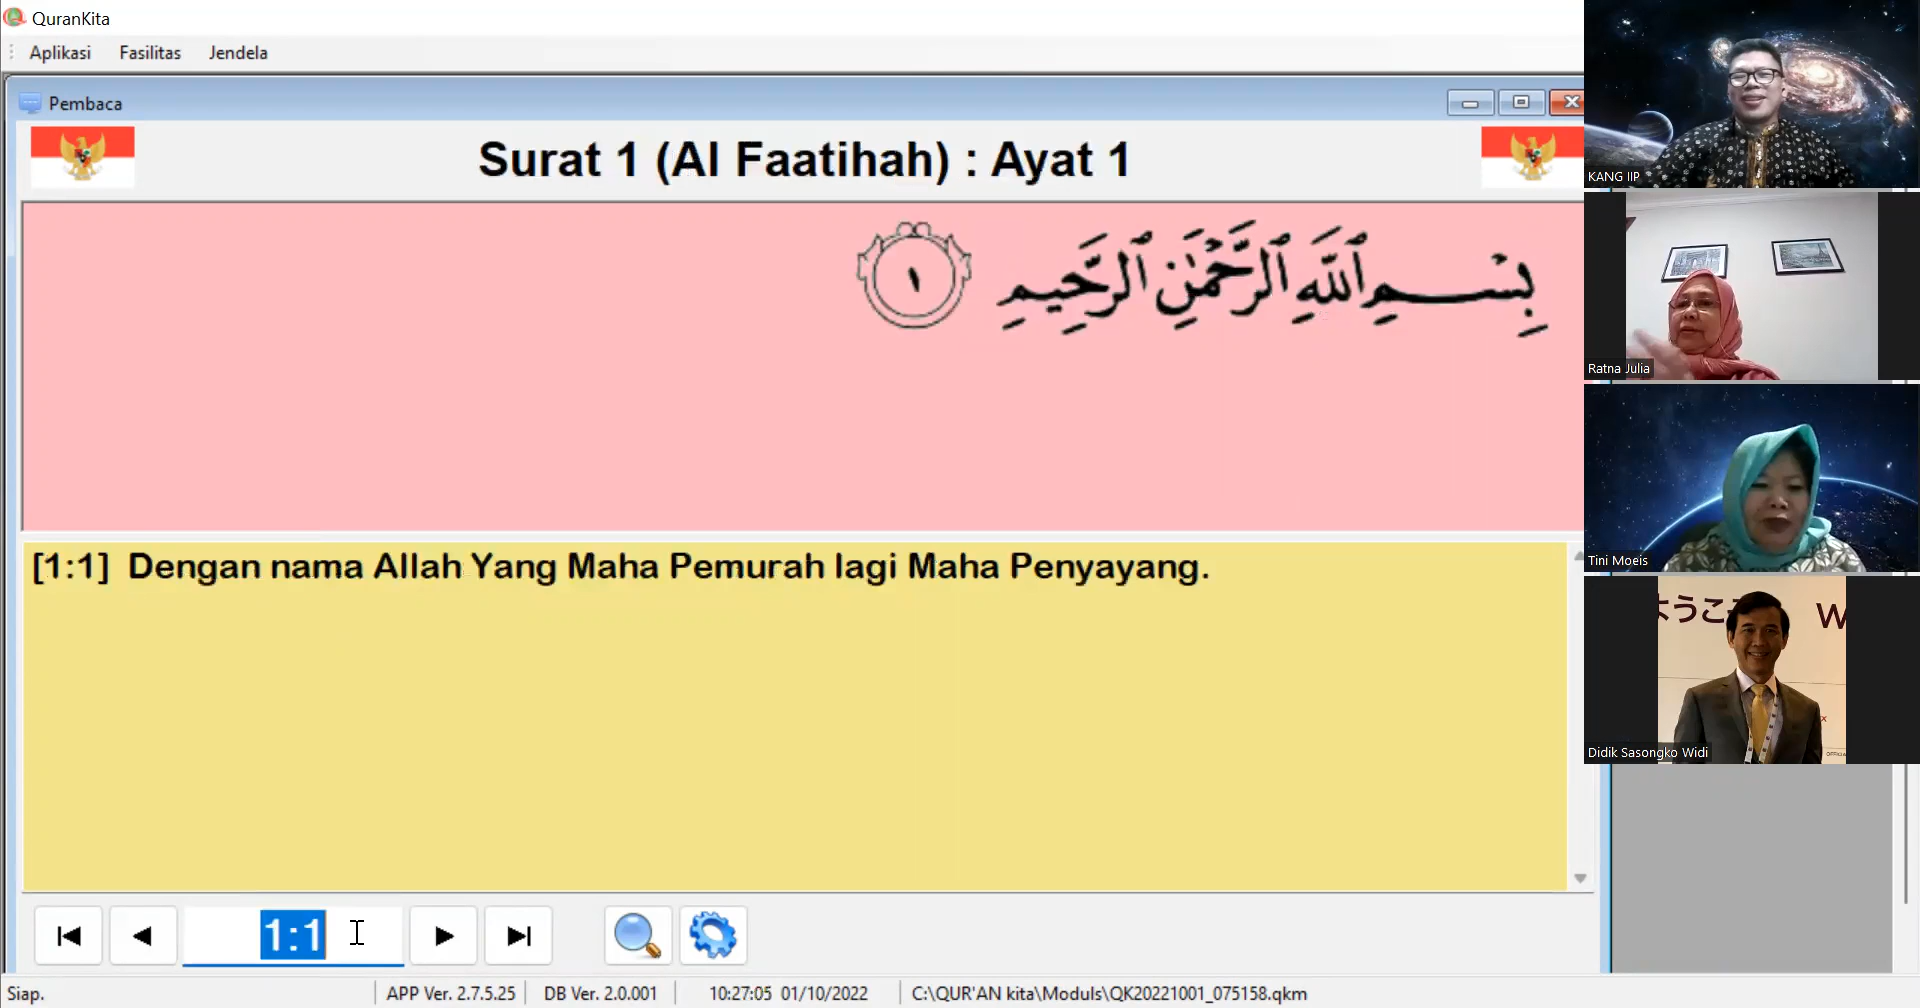 QuranKita
Aplikasi Fasilitas Jendela
Pembaca
Surat 1 (Al Faatihah) : Ayat 1
بِسْمِ ٱللَّهِ ٱلرَّحْمَٰنِ ٱلرَّحِيمِ ١
[1:1] Dengan nama Allah Yang Maha Pemurah lagi Maha Penyayang.
1:1
Siap. APP Ver. 2.7.5.25 DB Ver. 2.0.001 10:27:05 01/10/2022 C:\QUR'AN kita\Moduls\QK20221001_075158.qkm
KANG IIP
Ratna Julia
Tini Moeis
ようこ W
Didik Sasongko Widi